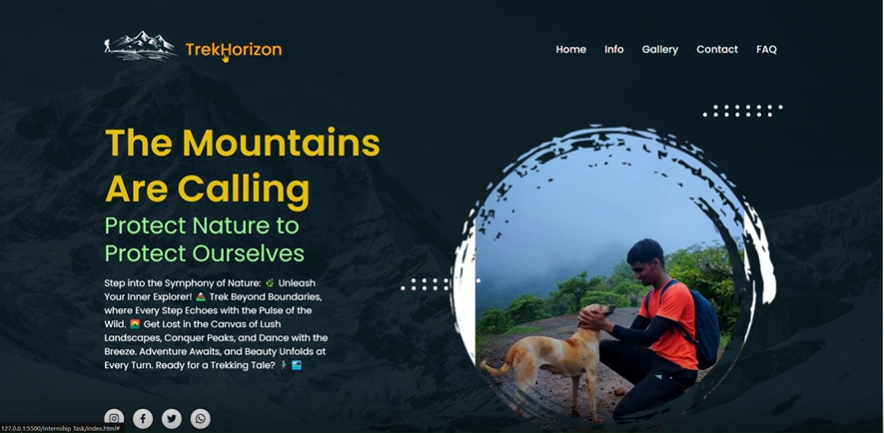 TrekHorizon
Home Info Gallery Contact FAQ
The Mountains
Are Calling
Protect Nature to
Protect Ourselves
Step into the Symphony of Nature: 🌿 Unleash
Your Inner Explorer! 🏔️ Trek Beyond Boundaries,
where Every Step Echoes with the Pulse of the
Wild. 🌄 Get Lost in the Canvas of Lush
Landscapes, Conquer Peaks, and Dance with the
Breeze. Adventure Awaits, and Beauty Unfolds at
Every Turn. Ready for a Trekking Tale? 🚶 🌊
127.0.0.1:5500/Internship Task/index.html#